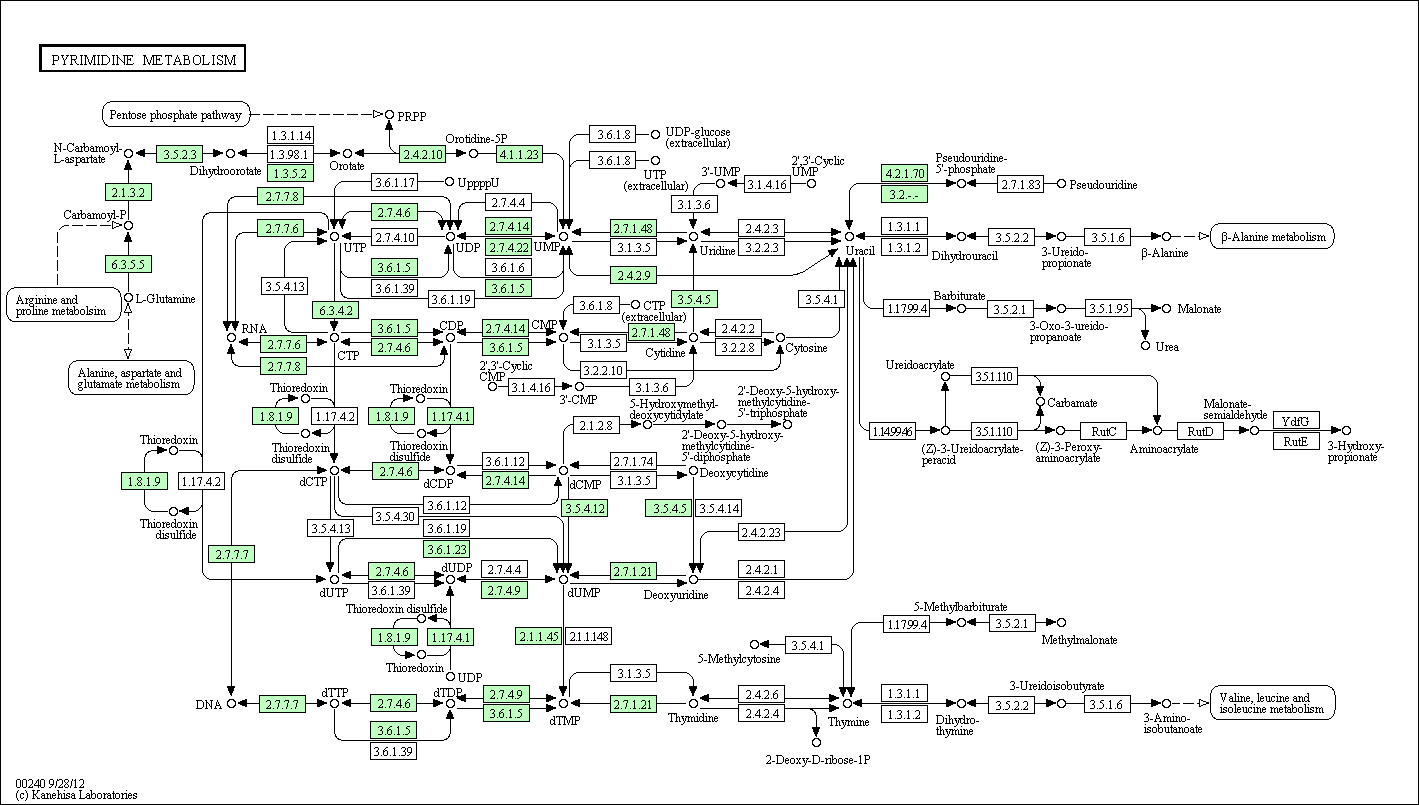 PYRIMIDINE METABOLISM
Pentose phosphate pathway
PRPP
N-Carbamoyl-
L-aspartate
3.5.2.3
Dihydroorotate
1.3.1.14
1.3.98.1
1.3.5.2
Orotate
2.4.2.10
Orotidine-5P
4.1.1.23
3.6.1.8
UDP-glucose
(extracellular)
3.6.1.8
UTP
(extracellular)
3'-UMP
3.1.4.16
2',3'-Cyclic
UMP
3.1.3.6
4.2.1.70
3.2.-.-
Pseudouridine-
5'-phosphate
2.7.1.83
Pseudouridine
2.1.3.2
Carbamoyl-P
6.3.5.5
Arginine and
proline metabolsim
L-Glutamine
Alanine, aspartate and
glutamate metabolism
2.7.7.8
3.6.1.17
UppppU
2.7.7.6
2.7.4.6
2.7.4.4
UTP
2.7.4.10
UDP
2.7.4.14
2.7.4.22
UMP
2.7.1.48
3.1.3.5
Uridine
2.4.2.3
3.2.2.3
Uracil
1.3.1.1
1.3.1.2
Dihydrouracil
3.5.2.2
3-Ureido-
propionate
3.5.1.6
β-Alanine
β-Alanine metabolism
3.6.1.5
3.6.1.39
3.6.1.6
3.6.1.5
3.6.1.19
2.4.2.9
3.5.4.13
6.3.4.2
3.6.1.8
CTP
(extracellular)
3.5.4.5
3.5.4.1
1.1.99.4
Barbiturate
3.5.2.1
3-Oxo-3-ureido-
propanoate
3.5.1.95
Malonate
Urea
RNA
2.7.7.6
2.7.7.8
CTP
3.6.1.5
2.7.4.6
CDP
2.7.4.14
3.6.1.5
CMP
3.1.3.5
2.7.1.48
Cytidine
2.4.2.2
3.2.2.8
Cytosine
3.2.2.10
2',3'-Cyclic
CMP
3.1.4.16
3'-CMP
3.1.3.6
Ureidoacrylate
3.5.1.110
Carbamate
1.14.99.46
(Z)-3-Ureidoacrylate-
peracid
3.5.1.110
(Z)-3-Peroxy-
aminoacrylate
RutC
Aminoacrylate
RutD
Malonate-
semialdehyde
YdfG
RutE
3-Hydroxy-
propionate
Thioredoxin
1.8.1.9
1.17.4.2
Thioredoxin
disulfide
Thioredoxin
1.8.1.9
1.17.4.1
Thioredoxin
disulfide
5-Hydroxymethyl-
deoxycytidylate
2'-Deoxy-5-hydroxy-
methylcytidine-
5'-triphosphate
2.1.2.8
2'-Deoxy-5-hydroxy-
methylcytidine-
5'-diphosphate
Thioredoxin
1.8.1.9
1.17.4.2
Thioredoxin
disulfide
dCTP
2.7.4.6
dCDP
3.6.1.12
2.7.4.14
dCMP
2.7.1.74
3.1.3.5
Deoxycytidine
3.6.1.12
3.5.4.30
3.5.4.12
3.5.4.5
3.5.4.14
3.5.4.13
3.6.1.19
3.6.1.23
2.4.2.23
2.7.7.7
dUTP
2.7.4.6
3.6.1.39
dUDP
2.7.4.4
2.7.4.9
dUMP
2.7.1.21
Deoxyuridine
2.4.2.1
2.4.2.4
Thioredoxin disulfide
1.8.1.9
1.17.4.1
Thioredoxin
UDP
2.1.1.45
2.1.1.148
5-Methylcytosine
3.5.4.1
1.1.99.4
5-Methylbarbiturate
3.5.2.1
Methylmalonate
DNA
2.7.7.7
dTTP
2.7.4.6
3.6.1.5
3.6.1.39
dTDP
2.7.4.9
3.6.1.5
dTMP
3.1.3.5
2.7.1.21
Thymidine
2.4.2.6
2.4.2.4
2-Deoxy-D-ribose-1P
Thymine
1.3.1.1
1.3.1.2
Dihydro-
thymine
3.5.2.2
3-Ureidoisobutyrate
3.5.1.6
3-Amino-
isobutanoate
Valine, leucine and
isoleucine metabolism
00240 9/28/12
(c) Kanehisa Laboratories